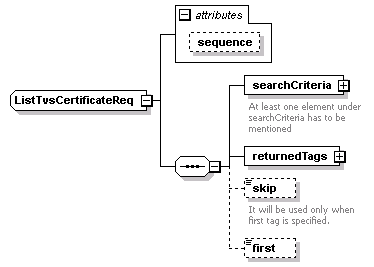 attributes
sequence
ListTvsCertificateReq
searchCriteria
At least one element under
searchCriteria has to be
mentioned
returnedTags
skip
It will be used only when
first tag is specified.
first